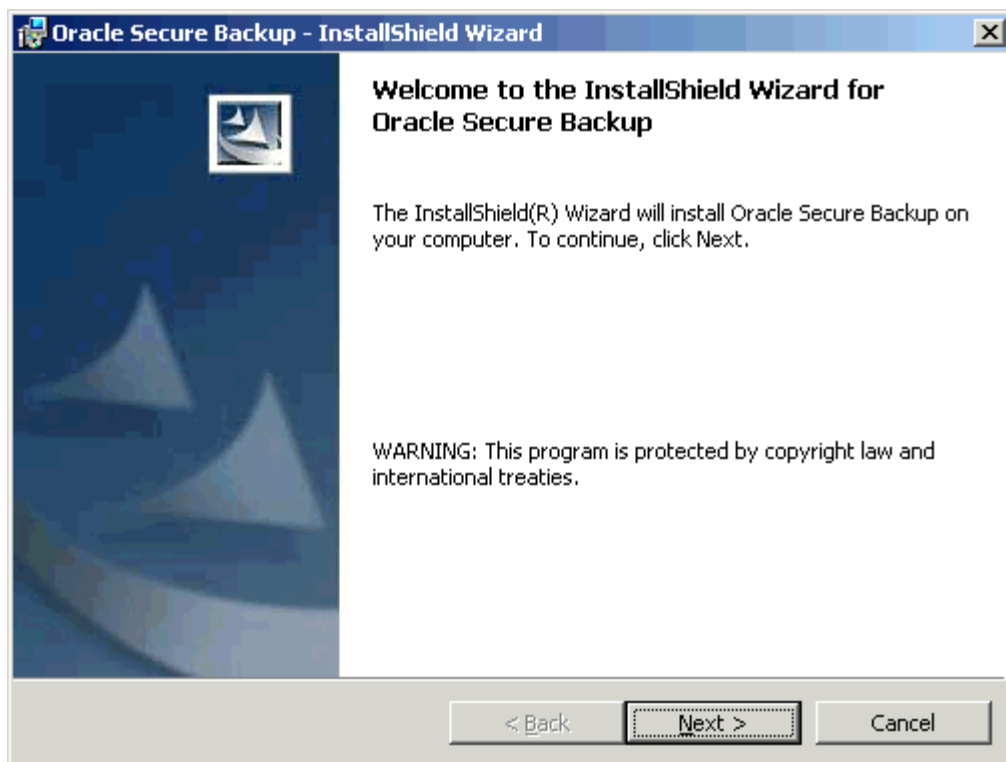 Oracle Secure Backup - InstallShield Wizard
Welcome to the InstallShield Wizard for
Oracle Secure Backup
The InstallShield(R) Wizard will install Oracle Secure Backup on
your computer. To continue, click Next.
WARNING: This program is protected by copyright law and
international treaties.
< Back
Next >
Cancel